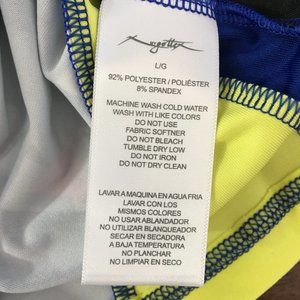 L/G
92% POLYESTER / POLIÉSTER
8% SPANDEX
MACHINE WASH COLD WATER
WASH WITH LIKE COLORS
DO NOT USE
FABRIC SOFTNER
DO NOT BLEACH
TUMBLE DRY LOW
DO NOT IRON
DO NOT DRY CLEAN
LAVAR A MAQUINA EN AGUA FRIA
LAVAR CON LOS
MISMOS COLORES
NO USAR ABLANDADOR
NO UTILIZAR BLANQUEADOR
SECAR EN SECADORA
A BAJA TEMPERATURA
NO PLANCHAR
NO LIMPIAR EN SECO